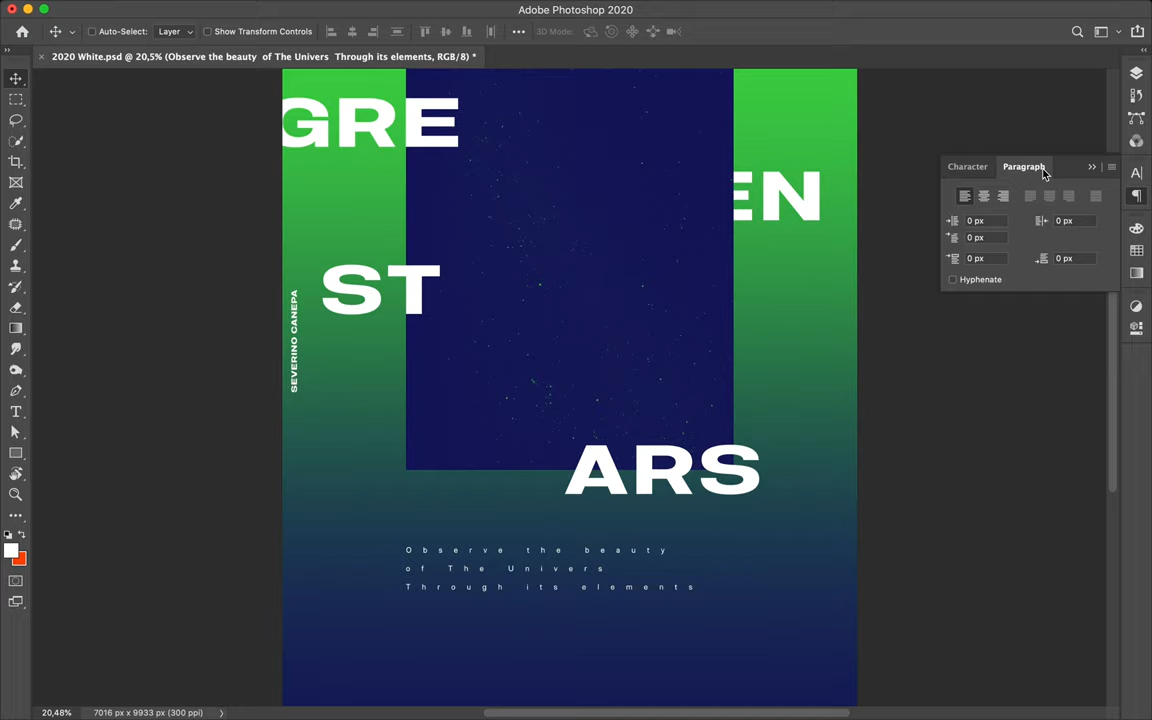 Adobe Photoshop 2020
Auto-Select:
Layer
Show Transform Controls
3D Mode:
2020 White.psd @ 20,5% (Observe the beauty of The Univers Through its elements, RGB/8) *
GRE
EN
ST
ARS
SEVERINO CANEPA
Observe the beauty
of The Univers
Through its elements
Character
Paragraph
0 px
0 px
0 px
0 px
0 px
Hyphenate
20,48%
7016 px x 9933 px (300 ppi)